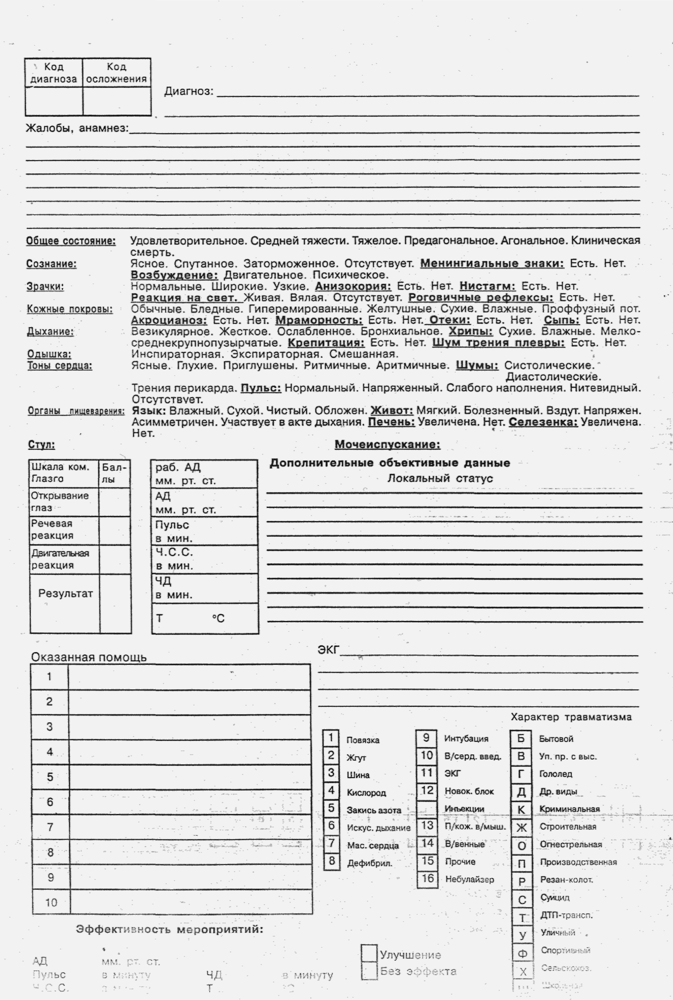 Код
диагноза
Код
осложнения
Диагноз:
Жалобы, анамнез:
Общее состояние: Удовлетворительное. Средней тяжести. Тяжелое. Предагональное. Агональное. Клиническая
смерть.
Сознание: Ясное. Спутанное. Заторможенное. Отсутствует. Менингиальные знаки: Есть. Нет.
Возбуждение: Двигательное. Психическое.
Зрачки: Нормальные. Широкие. Узкие. Анизокория: Есть. Нет. Нистагм: Есть. Нет.
Реакция на свет. Живая. Вялая. Отсутствует. Роговичные рефлексы: Есть. Нет.
Кожные покровы: Обычные. Бледные. Гиперемированные. Желтушные. Сухие. Влажные. Проффузный пот.
Акроцианоз: Есть. Нет. Мраморность: Есть. Нет. Отеки: Есть. Нет. Сыпь: Есть. Нет.
Дыхание: Везикулярное. Жесткое. Ослабленное. Бронхиальное. Хрипы: Сухие. Влажные. Мелко-
среднекрупнопузырчатые. Крепитация: Есть. Нет. Шум трения плевры: Есть. Нет.
Одышка: Инспираторная. Экспираторная. Смешанная.
Тоны сердца: Ясные. Глухие. Приглушены. Ритмичные. Аритмичные. Шумы: Систолические.
Диастолические.
Трения перикарда. Пульс: Нормальный. Напряженный. Слабого наполнения. Нитевидный.
Отсутствует.
Органы пищеварения: Язык: Влажный. Сухой. Чистый. Обложен. Живот: Мягкий. Болезненный. Вздут. Напряжен.
Асимметричен. Участвует в акте дыхания. Печень: Увеличена. Нет. Селезенка: Увеличена.
Нет.
Стул: Мочеиспускание:
Шкала ком.
Глазго
Бал-
лы
Открывание
глаз
Речевая
реакция
Двигательная
реакция
Результат
раб. АД
мм. рт. ст.
АД
мм. рт. ст.
Пульс
в мин.
Ч.С.С.
в мин.
ЧД
в мин.
Т °С
Дополнительные объективные данные
Локальный статус
ЭКГ
Оказанная помощь
1
2
3
4
5
6
7
8
9
10
1 Повязка
2 Жгут
3 Шина
4 Кислород
5 Закись азота
6 Искус. дыхание
7 Мас. сердца
8 Дефибрил.
9 Интубация
10 В/серд. введ.
11 ЭКГ
12 Новок. блок
Инъекции
13 П/кож. в/мыш.
14 В/венные
15 Прочие
16 Небулайзер
Характер травматизма
Б Бытовой
В Уп. пр. с выс.
Г Гололед
Д Др. виды
К Криминальная
Ж Строительная
О Огнестрельная
П Производственная
Р Резан-колот.
С Суицид
Т ДТП-трансп.
У Уличный
Ф Спортивный
Х Сельскохоз.
Школьная
Эффективность мероприятий:
АД мм. рт. ст.
Пульс в минуту ЧД в минуту
Ч.С.С. Т
Улучшение
Без эффекта